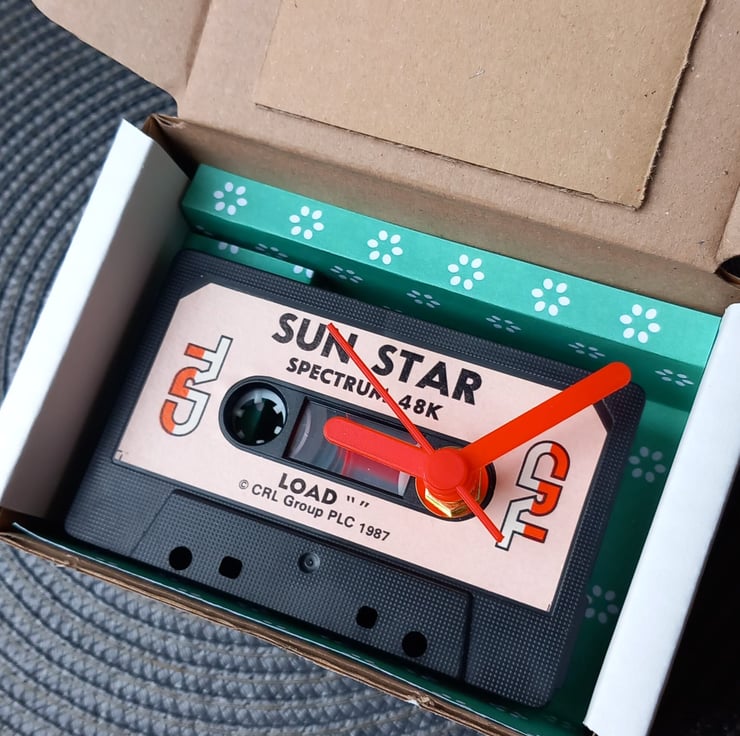 SUN STAR
SPECTRUM 48K
LOAD " "
© CRL Group PLC 1987